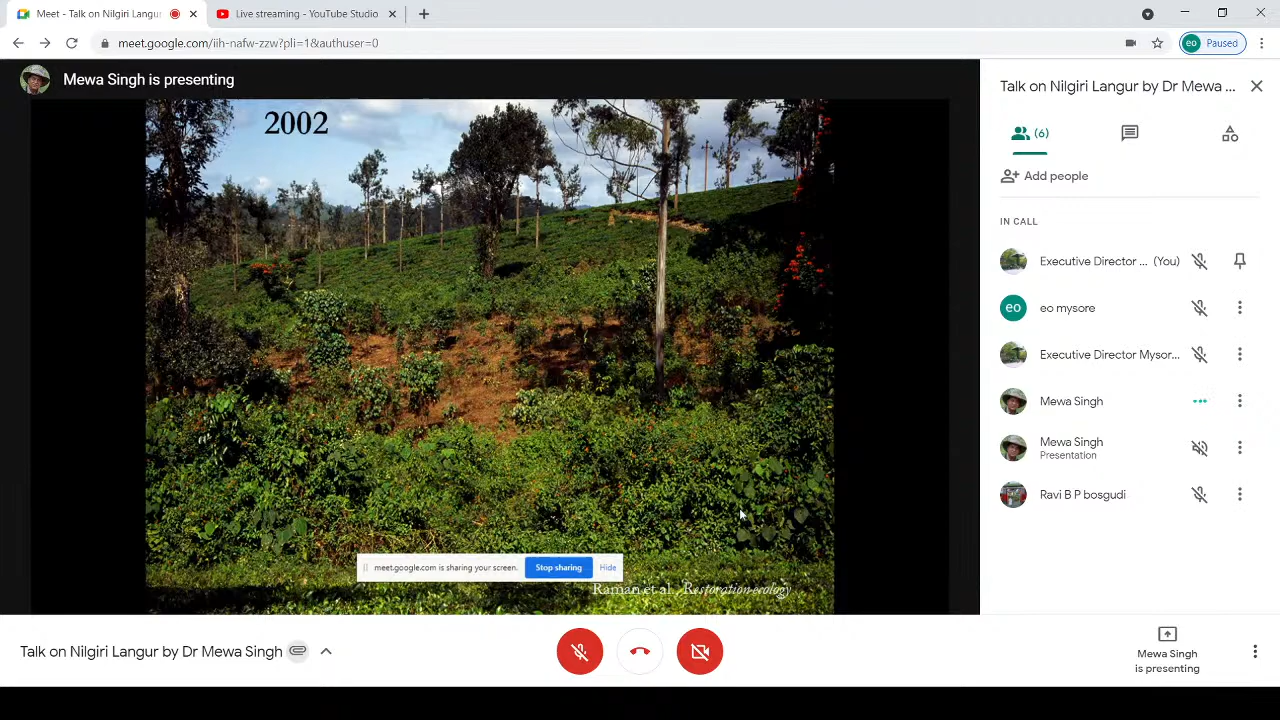 Meet - Talk on Nilgiri Langur
Live streaming - YouTube Studio
meet.google.com/iih-nafw-zzw?pli=1&authuser=0
eo
Paused
Mewa Singh is presenting
2002
meet.google.com is sharing your screen.
Stop sharing
Hide
Raman et al., Restoration ecology
Talk on Nilgiri Langur by Dr Mewa ...
(6)
Add people
IN CALL
Executive Director ... (You)
eo
eo mysore
Executive Director Mysor...
Mewa Singh
Mewa Singh
Presentation
Ravi B P bosgudi
Talk on Nilgiri Langur by Dr Mewa Singh
Mewa Singh
is presenting